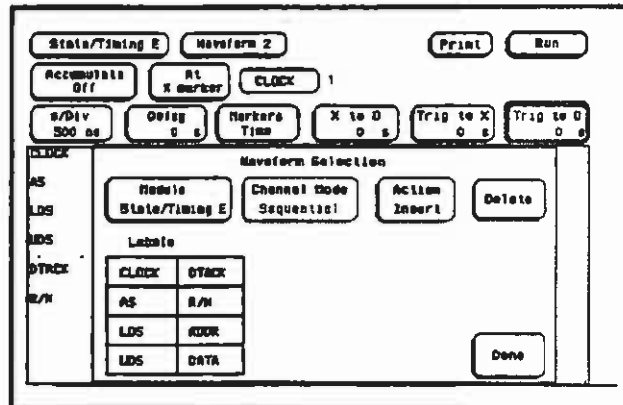 State/Timing E Waveform 2 Print Run
Accumulate Off At X marker CLOCK 1
s/Div 500 ns Delay 0 s Markers Time X to O 0 s Trig to X 0 s Trig to O 0 s
CLOCK
Waveform Selection
AS
Module State/Timing E Channel Mode Sequential Action Insert Delete
LDS
UDS
Labels
DTACK
CLOCK DTACK
R/W
AS R/W
LDS ADDR
UDS DATA
Done